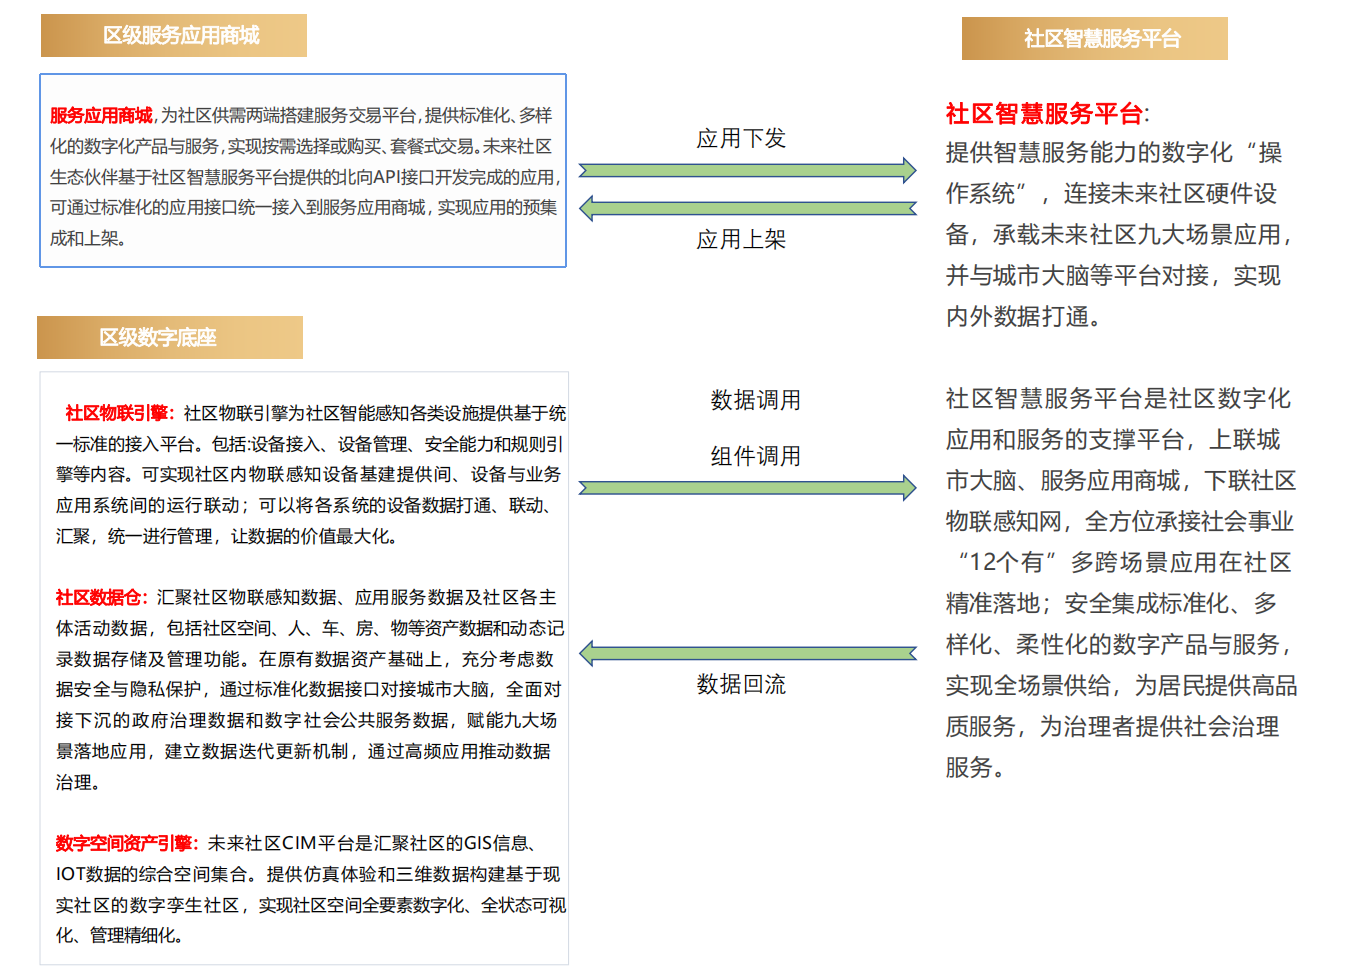 区级服务应用商城
服务应用商城,为社区供需两端搭建服务交易平台,提供标准化、多样
化的数字化产品与服务,实现按需选择或购买、套餐式交易。未来社区
生态伙伴基于社区智慧服务平台提供的北向API接口开发完成的应用,
可通过标准化的应用接口统一接入到服务应用商城,实现应用的预集
成和上架。
应用下发
应用上架
社区智慧服务平台
社区智慧服务平台:
提供智慧服务能力的数字化“操
作系统”，连接未来社区硬件设
备，承载未来社区九大场景应用，
并与城市大脑等平台对接，实现
内外数据打通。
区级数字底座
社区物联引擎：社区物联引擎为社区智能感知各类设施提供基于统
一标准的接入平台。包括:设备接入、设备管理、安全能力和规则引
擎等内容。可实现社区内物联感知设备基建提供间、设备与业务
应用系统间的运行联动；可以将各系统的设备数据打通、联动、
汇聚，统一进行管理，让数据的价值最大化。
社区数据仓：汇聚社区物联感知数据、应用服务数据及社区各主
体活动数据，包括社区空间、人、车、房、物等资产数据和动态记
录数据存储及管理功能。在原有数据资产基础上，充分考虑数
据安全与隐私保护，通过标准化数据接口对接城市大脑，全面对
接下沉的政府治理数据和数字社会公共服务数据，赋能九大场
景落地应用，建立数据迭代更新机制，通过高频应用推动数据
治理。
数字空间资产引擎：未来社区CIM平台是汇聚社区的GIS信息、
IOT数据的综合空间集合。提供仿真体验和三维数据构建基于现
实社区的数字孪生社区，实现社区空间全要素数字化、全状态可视
化、管理精细化。
数据调用
组件调用
数据回流
社区智慧服务平台是社区数字化
应用和服务的支撑平台，上联城
市大脑、服务应用商城，下联社区
物联感知网，全方位承接社会事业
“12个有”多跨场景应用在社区
精准落地；安全集成标准化、多
样化、柔性化的数字产品与服务，
实现全场景供给，为居民提供高品
质服务，为治理者提供社会治理
服务。